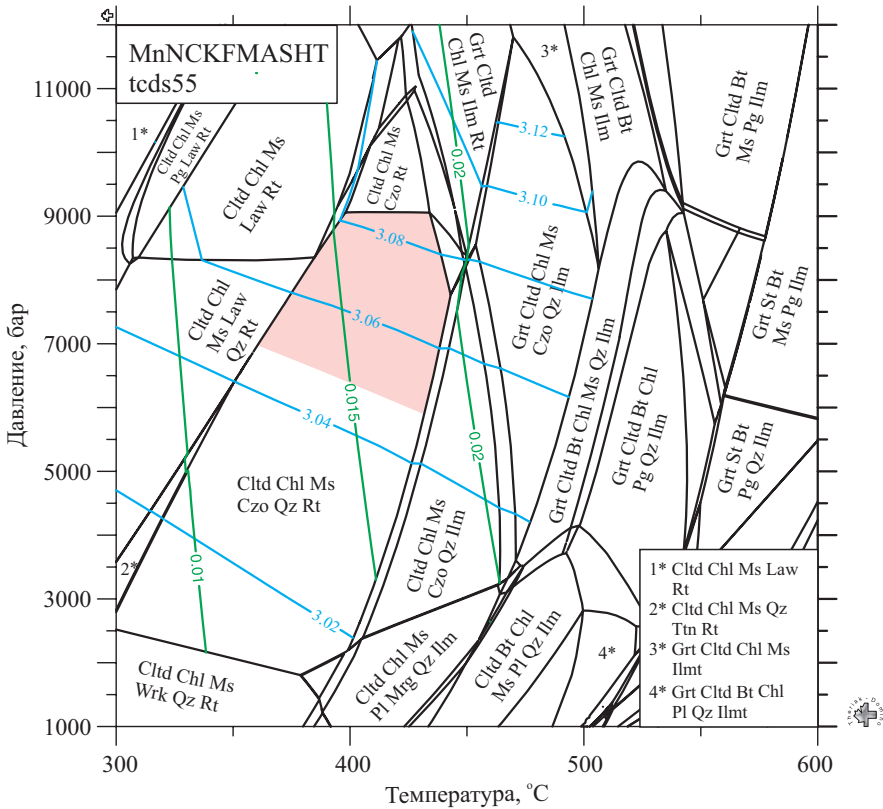 MnNCKFMASHT
tcds55
11000
9000
7000
5000
3000
1000
Давление, бар
300
400
500
600
Температура, °C
1*
Cltd Chl Ms
Pg Law Rt
Cltd Chl Ms
Law Rt
Cltd Chl Ms
Czo Rt
Grt Cltd
Chl Ms Ilm Rt
3*
Grt Cltd Bt
Chl Ms Ilm
Grt Cltd Bt
Ms Pg Ilm
Cltd Chl
Ms Law
Qz Rt
Grt Cltd Chl Ms
Czo Qz Ilm
Grt St Bt
Ms Pg Ilm
Grt Cltd Bt Chl Ms Qz Ilm
Grt Cltd Bt Chl
Pg Qz Ilm
Grt St Bt
Pg Qz Ilm
Cltd Chl Ms
Czo Qz Rt
Cltd Chl Ms
Czo Qz Ilm
2*
Cltd Chl Ms
Wrk Qz Rt
Cltd Chl Ms
Pl Mrg Qz Ilm
Cltd Bt Chl
Ms Pl Qz Ilm
4*
3.12
3.10
3.08
3.06
3.04
3.02
0.02
0.015
0.02
0.01
1* Cltd Chl Ms Law
Rt
2* Cltd Chl Ms Qz
Ttn Rt
3* Grt Cltd Chl Ms
Ilmt
4* Grt Cltd Bt Chl
Pl Qz Ilmt
Theriak - Domino